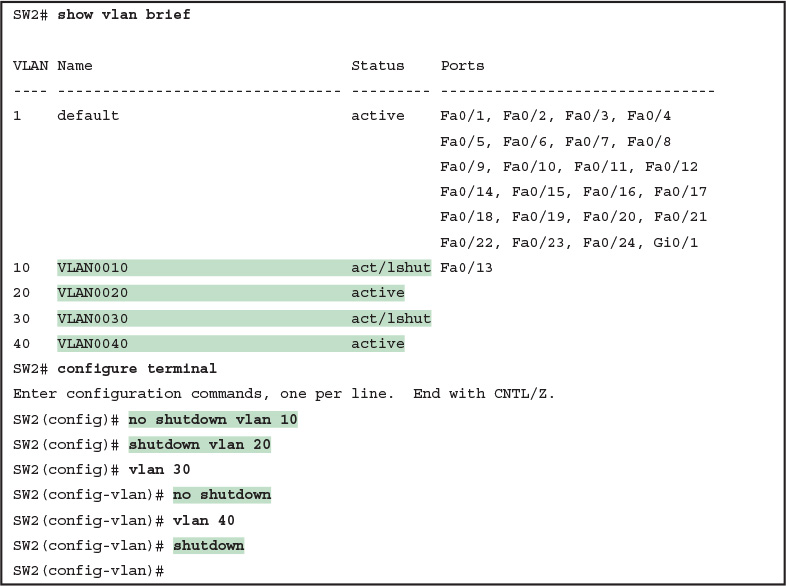 SW2# show vlan brief
VLAN Name                             Status    Ports
---- -------------------------------- --------- -------------------------------
1    default                          active    Fa0/1, Fa0/2, Fa0/3, Fa0/4
                                                Fa0/5, Fa0/6, Fa0/7, Fa0/8
                                                Fa0/9, Fa0/10, Fa0/11, Fa0/12
                                                Fa0/14, Fa0/15, Fa0/16, Fa0/17
                                                Fa0/18, Fa0/19, Fa0/20, Fa0/21
                                                Fa0/22, Fa0/23, Fa0/24, Gi0/1
10   VLAN0010                         act/lshut Fa0/13
20   VLAN0020                         active
30   VLAN0030                         act/lshut
40   VLAN0040                         active
SW2# configure terminal
Enter configuration commands, one per line.  End with CNTL/Z.
SW2(config)# no shutdown vlan 10
SW2(config)# shutdown vlan 20
SW2(config)# vlan 30
SW2(config-vlan)# no shutdown
SW2(config-vlan)# vlan 40
SW2(config-vlan)# shutdown
SW2(config-vlan)#